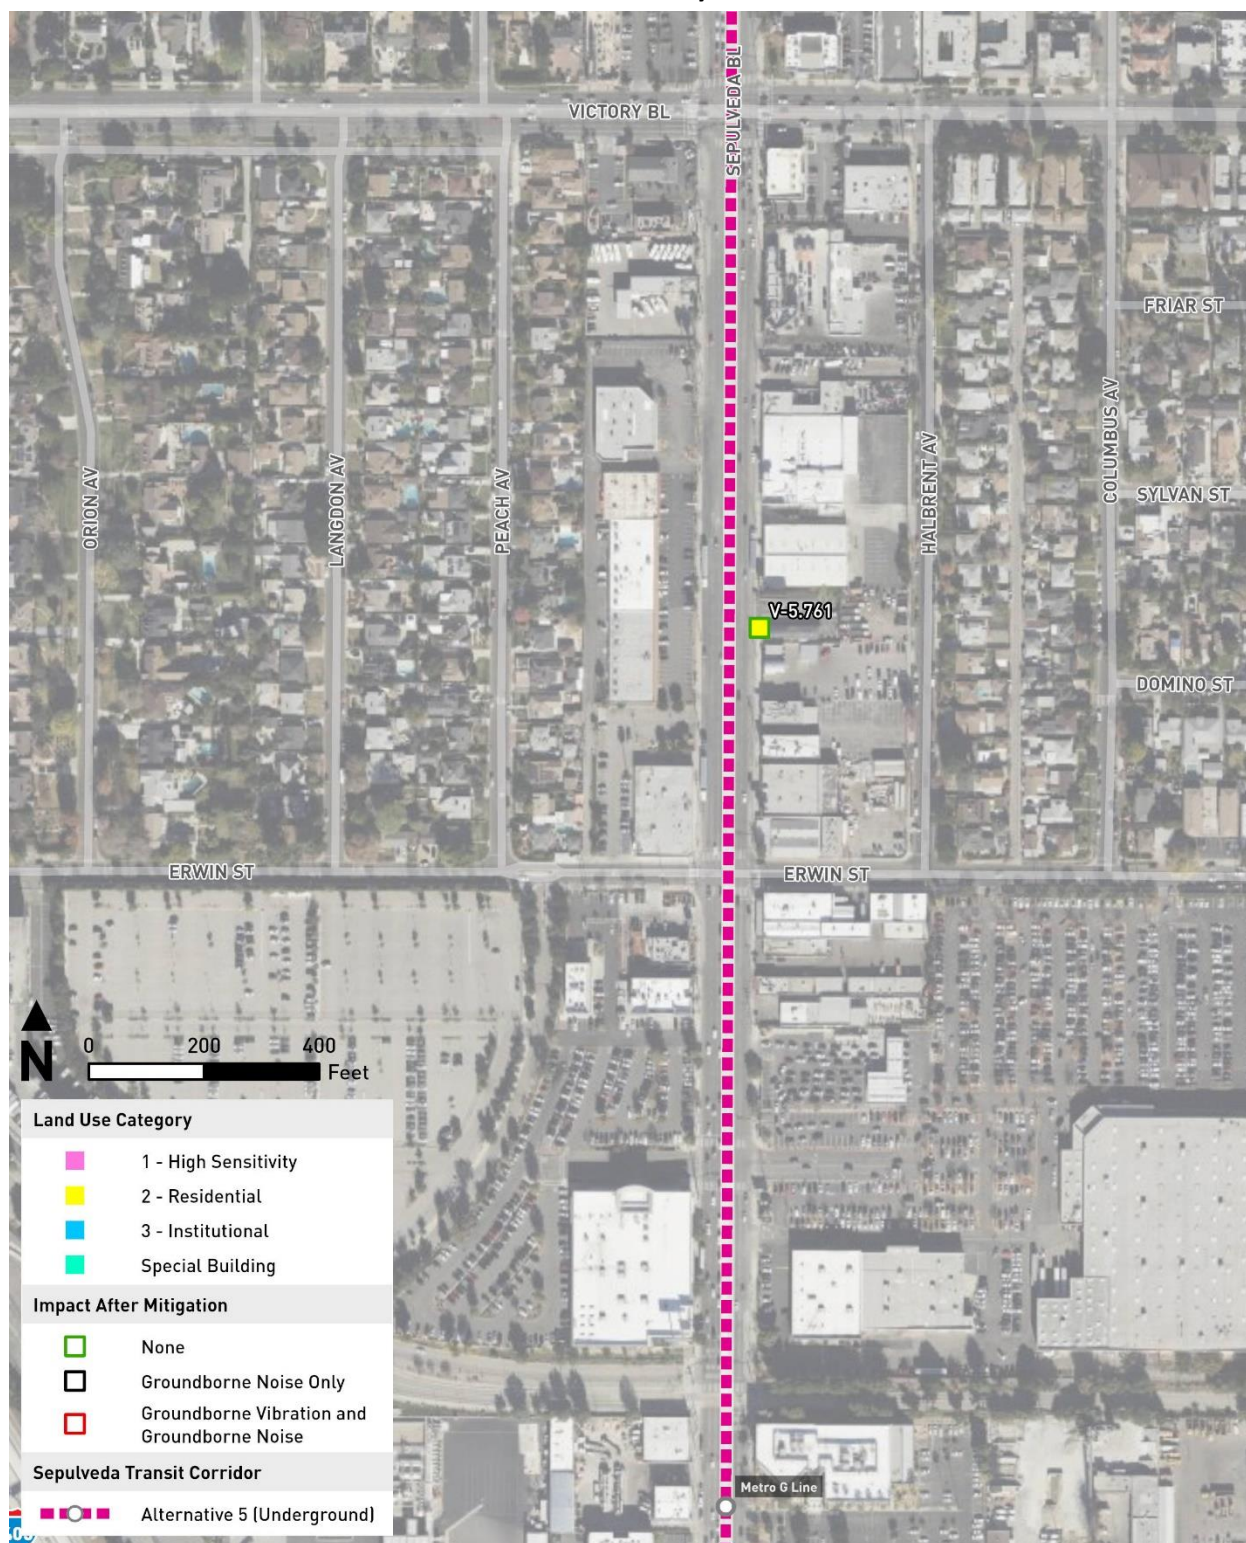 SEPULVEDA BL
VICTORY BL
FRIAR ST
COLUMBUS AV
ORION AV
LANGDON AV
PEACH AV
HALBRENT AV
SYLVAN ST
V-5.761
DOMINO ST
ERWIN ST
ERWIN ST
N
0 200 400
Feet
Land Use Category
1 - High Sensitivity
2 - Residential
3 - Institutional
Special Building
Impact After Mitigation
None
Groundborne Noise Only
Groundborne Vibration and
Groundborne Noise
Sepulveda Transit Corridor
Alternative 5 (Underground)
Metro G Line